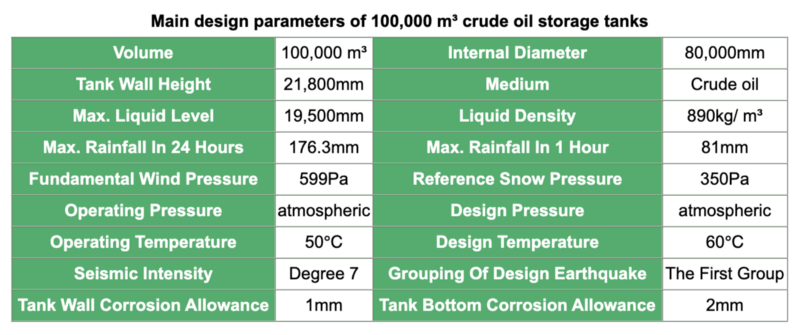 Main design parameters of 100,000 m³ crude oil storage tanks
Volume 100,000 m³ Internal Diameter 80,000mm
Tank Wall Height 21,800mm Medium Crude oil
Max. Liquid Level 19,500mm Liquid Density 890kg/ m³
Max. Rainfall In 24 Hours 176.3mm Max. Rainfall In 1 Hour 81mm
Fundamental Wind Pressure 599Pa Reference Snow Pressure 350Pa
Operating Pressure atmospheric Design Pressure atmospheric
Operating Temperature 50°C Design Temperature 60°C
Seismic Intensity Degree 7 Grouping Of Design Earthquake The First Group
Tank Wall Corrosion Allowance 1mm Tank Bottom Corrosion Allowance 2mm